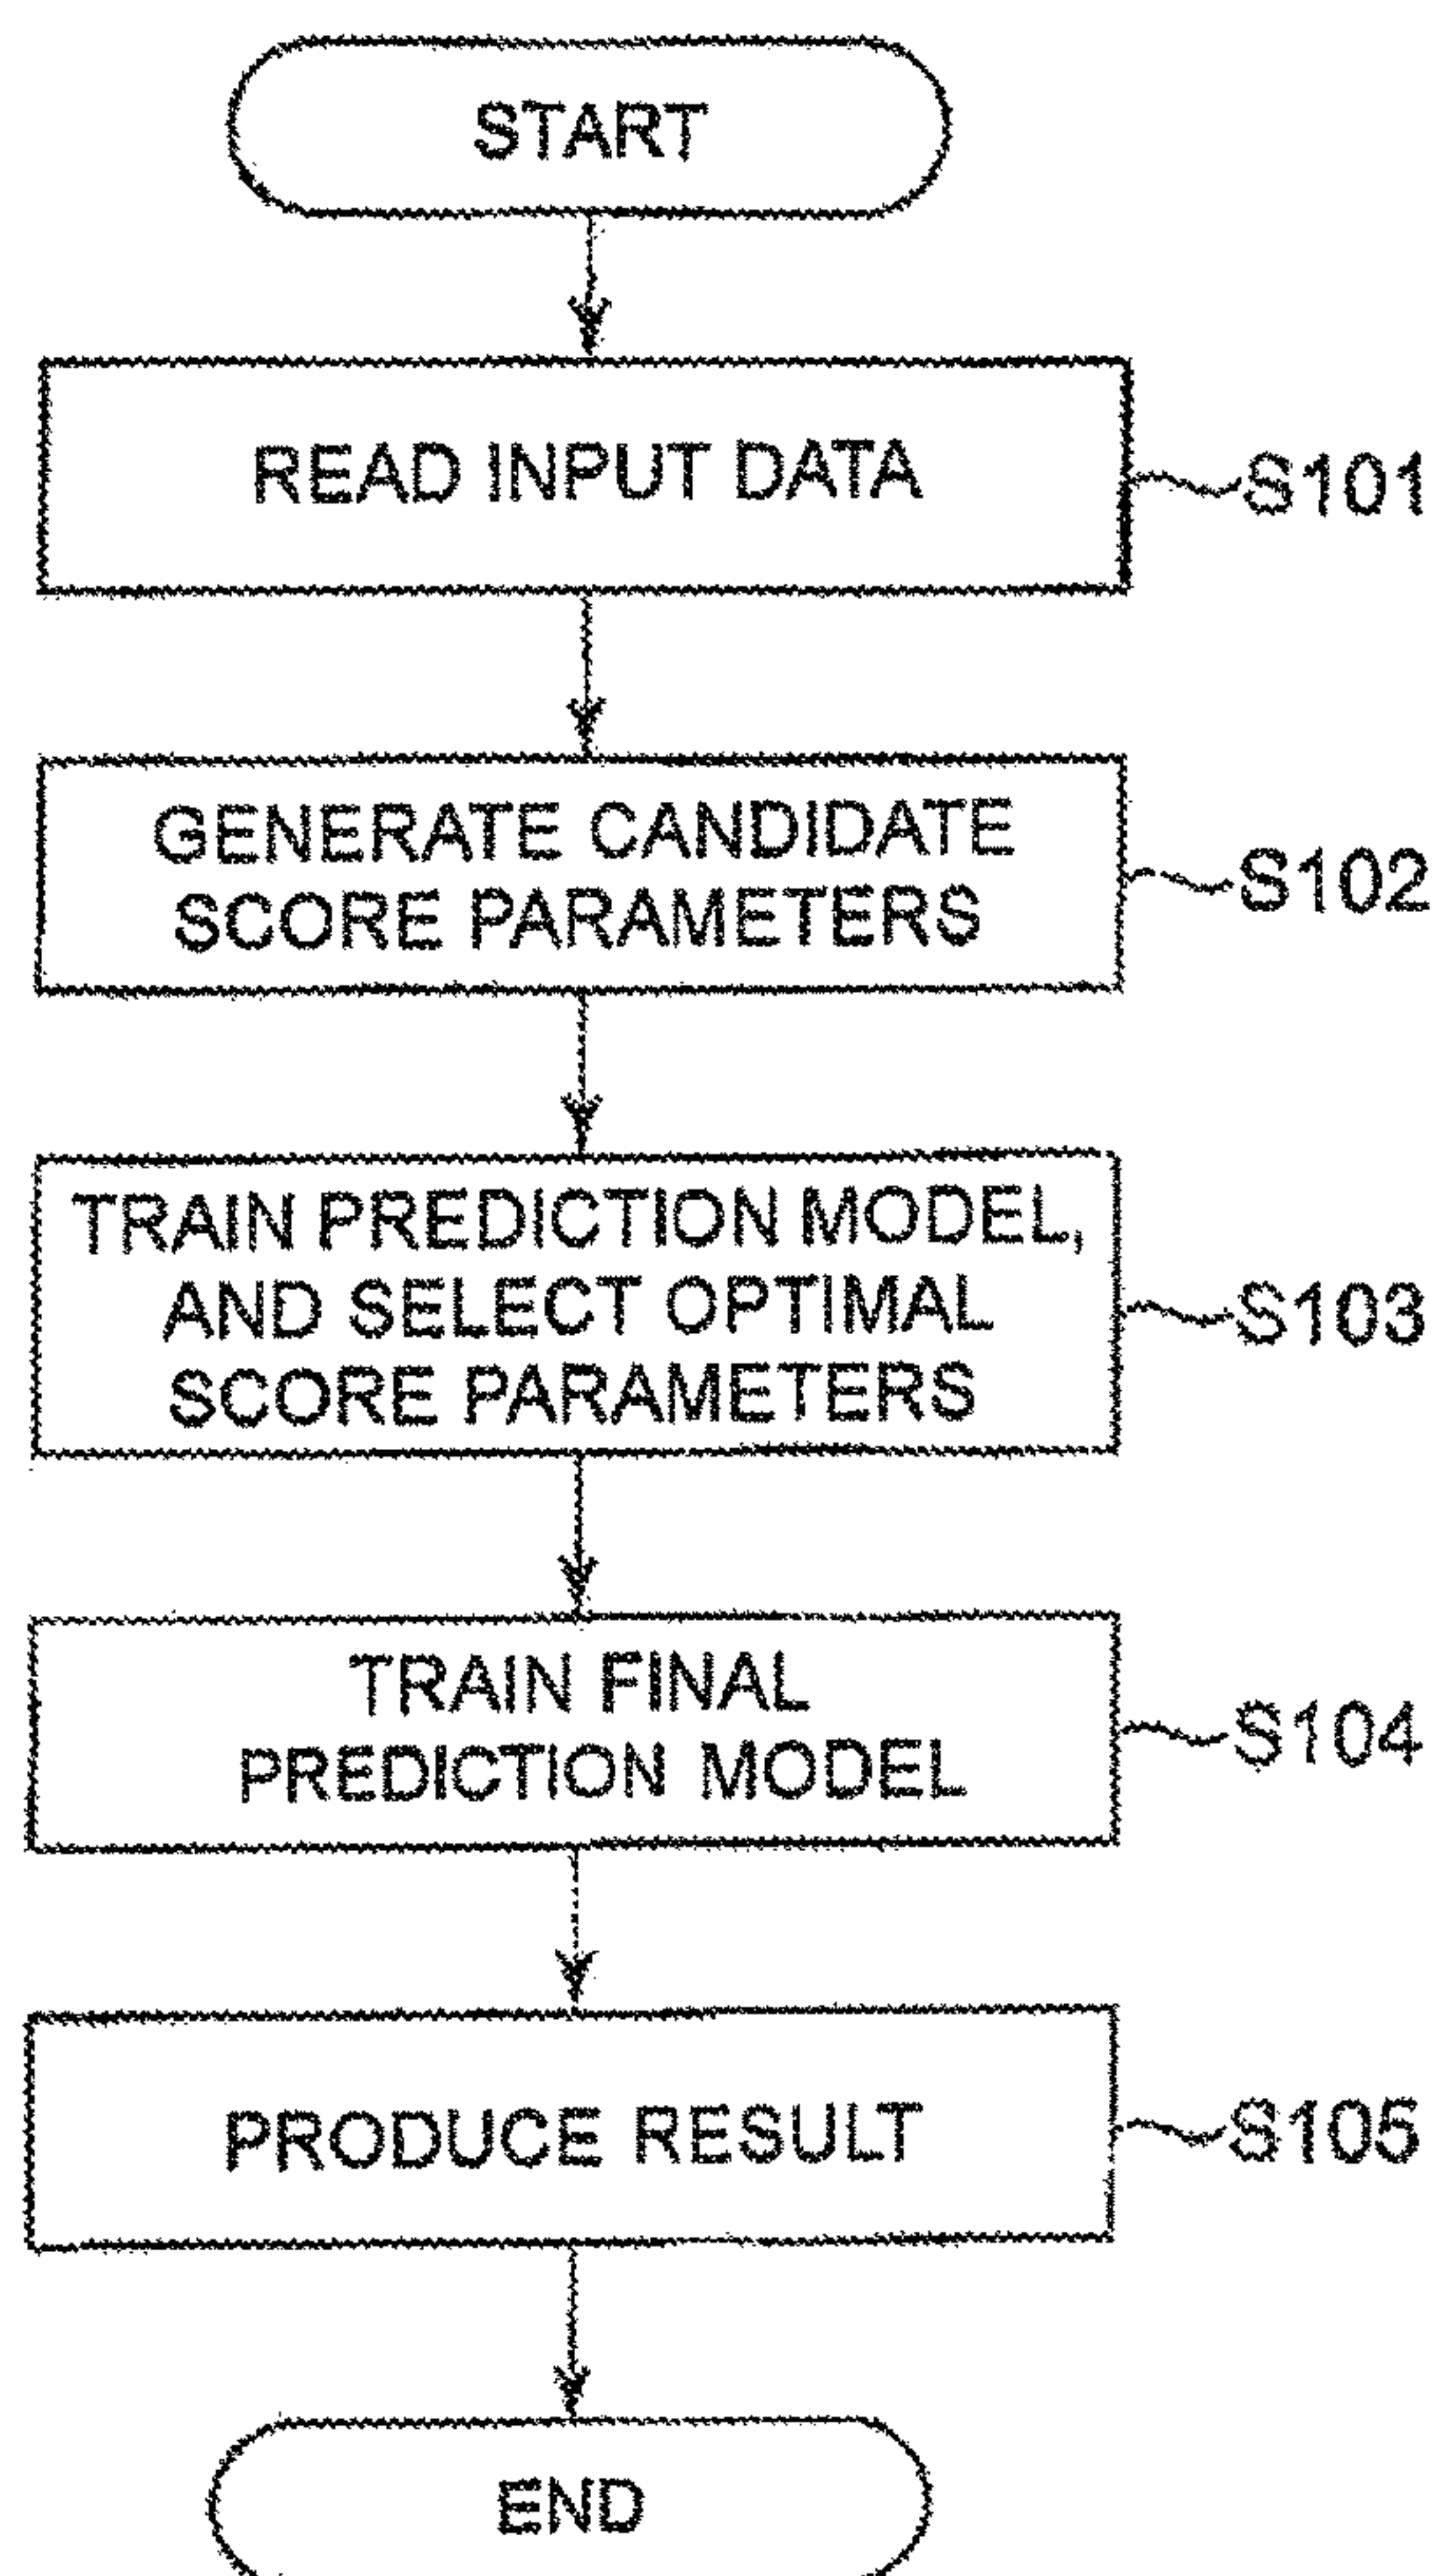 START
READ INPUT DATA
S101
GENERATE CANDIDATE
SCORE PARAMETERS
S102
TRAIN PREDICTION MODEL,
AND SELECT OPTIMAL
SCORE PARAMETERS
S103
TRAIN FINAL
PREDICTION MODEL
S104
PRODUCE RESULT
S105
END